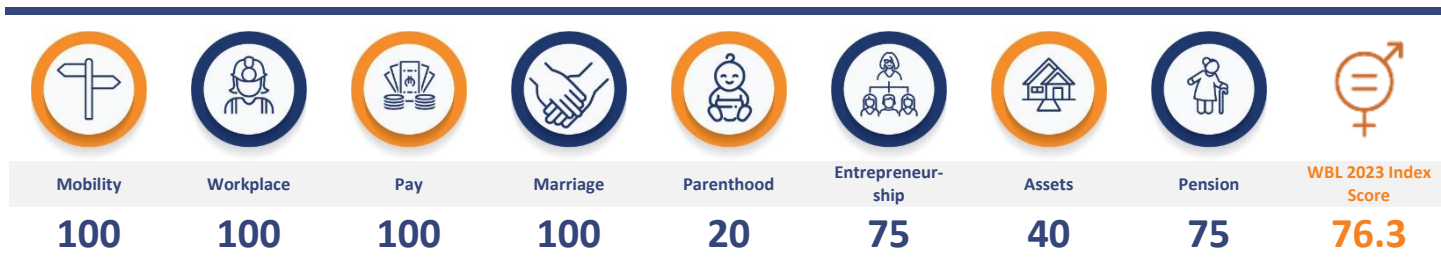 Mobility
Workplace
Pay
Marriage
Parenthood
Entrepreneur-
ship
Assets
Pension
WBL 2023 Index
Score
100
100
100
100
20
75
40
75
76.3